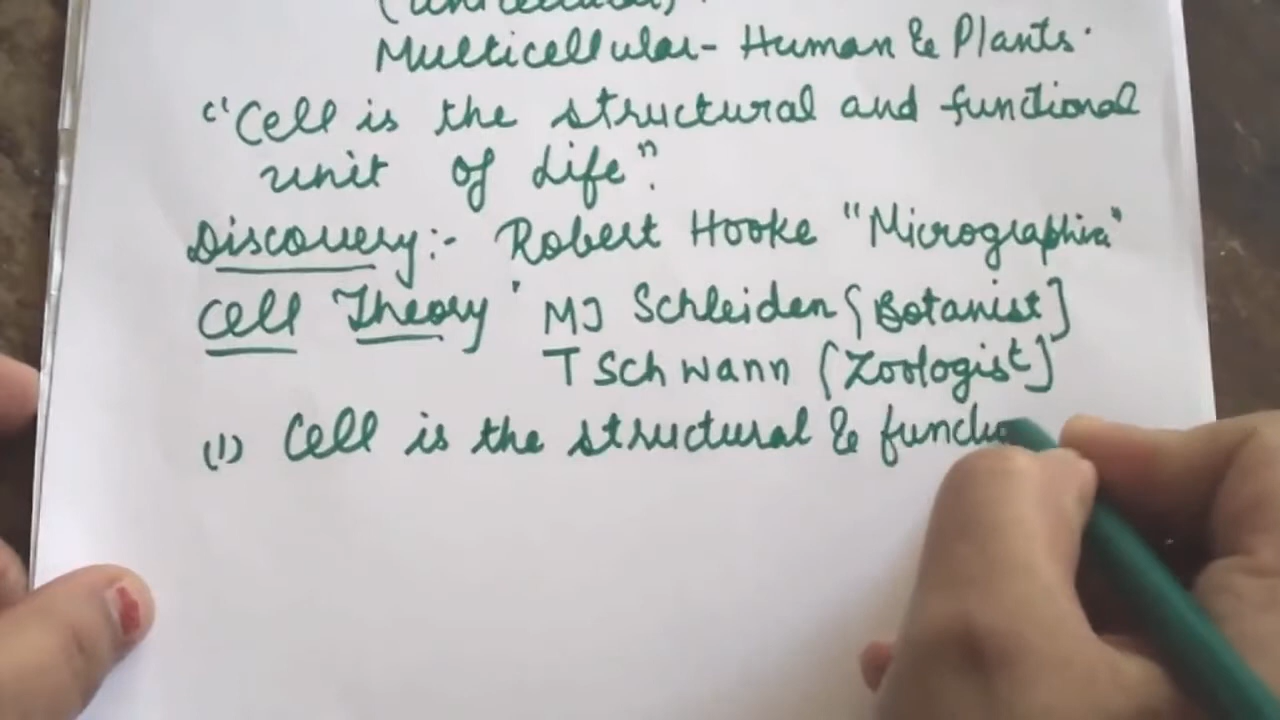 (Unicellular).
Multicellular- Human & Plants.
"Cell is the structural and functional
unit of Life".
Discovery:- Robert Hooke "Micrographia"
Cell Theory MJ Schleiden [Botanist]
T Schwann [Zoologist]
(1) Cell is the structural & functio